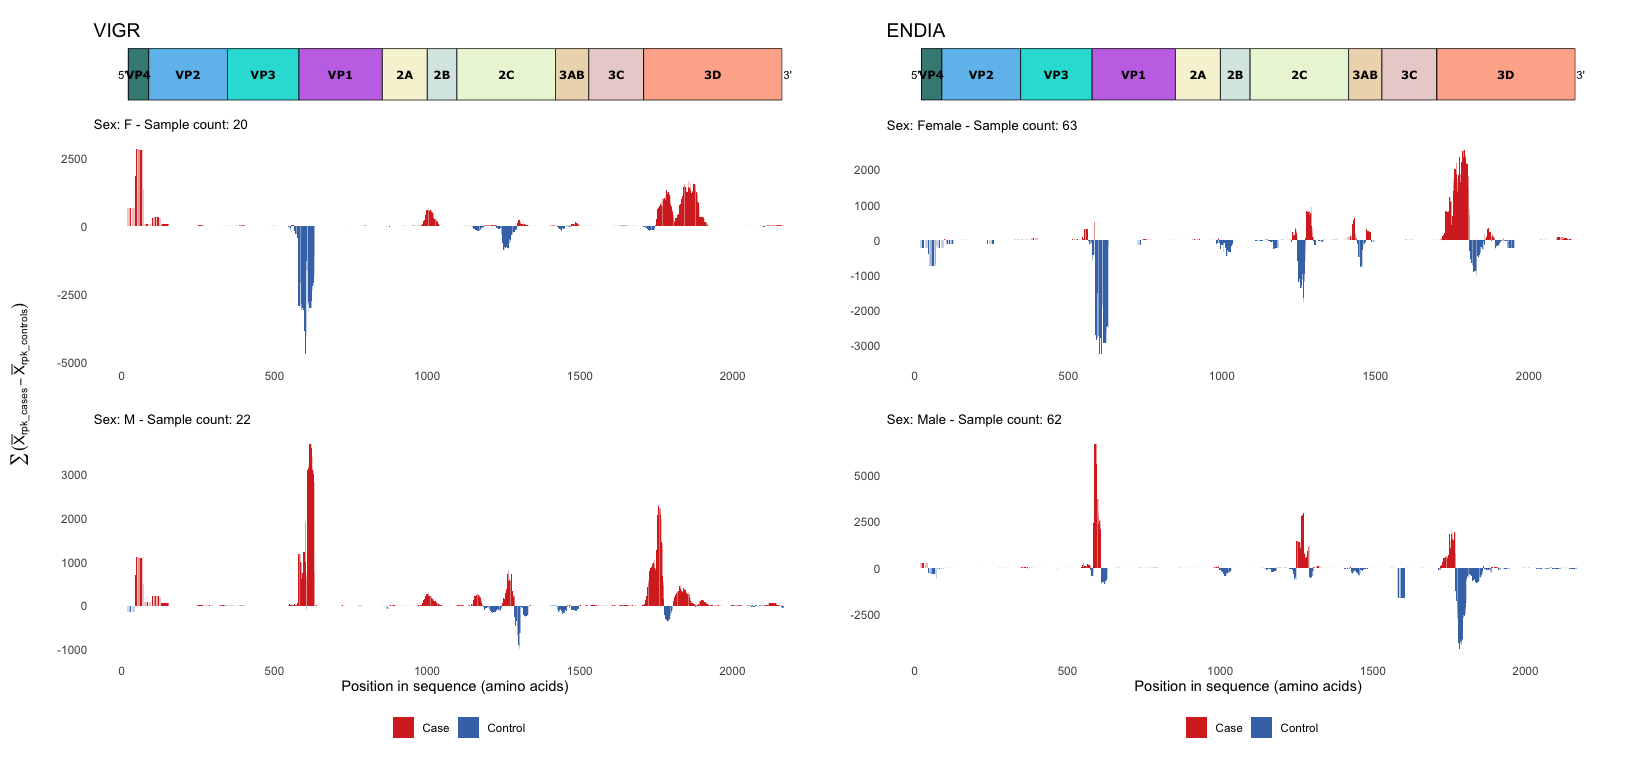 VIGR
5' VP4 VP2 VP3 VP1 2A 2B 2C 3AB 3C 3D 3'
Sex: F - Sample count: 20
2500
0
-2500
-5000
0 500 1000 1500 2000
Sex: M - Sample count: 22
3000
2000
1000
0
-1000
0 500 1000 1500 2000
Position in sequence (amino acids)
Case Control
∑(X̅rpk_cases − X̅rpk_controls)
ENDIA
5' VP4 VP2 VP3 VP1 2A 2B 2C 3AB 3C 3D 3'
Sex: Female - Sample count: 63
2000
1000
0
-1000
-2000
-3000
0 500 1000 1500 2000
Sex: Male - Sample count: 62
5000
2500
0
-2500
0 500 1000 1500 2000
Position in sequence (amino acids)
Case Control